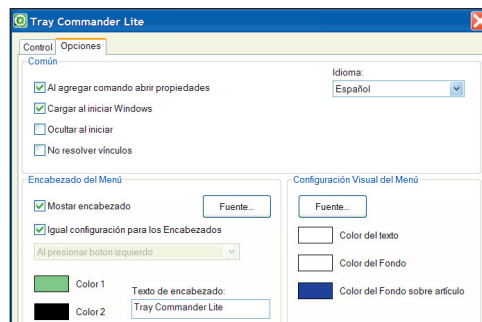 Tray Commander Lite
Control Opciones
Común
Idioma:
Al agregar comando abrir propiedades
Español
Cargar al iniciar Windows
Ocultar al iniciar
No resolver vínculos
Encabezado del Menú
Configuración Visual del Menú
Mostar encabezado
Fuente...
Fuente...
Igual configuración para los Encabezados
Color del texto
Al presionar boton izquierdo
Color del Fondo
Color 1
Texto de encabezado:
Color del Fondo sobre artículo
Color 2
Tray Commander Lite